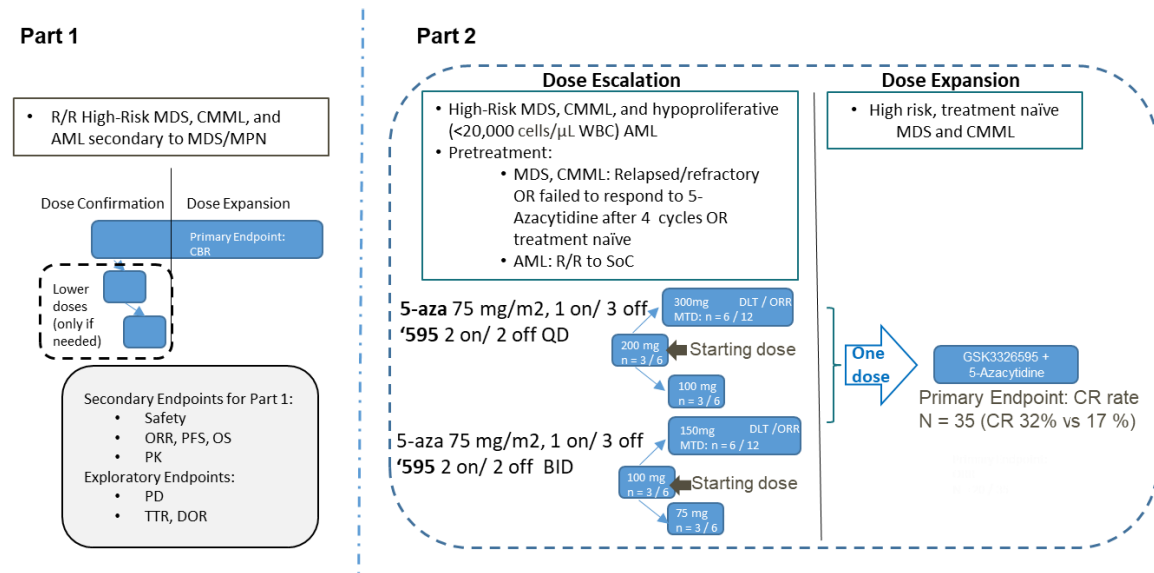 Part 1
• R/R High-Risk MDS, CMML, and
AML secondary to MDS/MPN
Dose Confirmation
Dose Expansion
Primary Endpoint:
CBR
Lower
doses
(only if
needed)
Secondary Endpoints for Part 1:
• Safety
• ORR, PFS, OS
• PK
Exploratory Endpoints:
• PD
• TTR, DOR
Part 2
Dose Escalation
• High-Risk MDS, CMML, and hypoproliferative
(<20,000 cells/µL WBC) AML
• Pretreatment:
• MDS, CMML: Relapsed/refractory
OR failed to respond to 5-
Azacytidine after 4 cycles OR
treatment naïve
• AML: R/R to SoC
5-aza 75 mg/m2, 1 on/ 3 off
‘595 2 on/ 2 off QD
300mg DLT / ORR
MTD: n = 6 / 12
200 mg
n = 3 / 6
Starting dose
100 mg
n = 3 / 6
5-aza 75 mg/m2, 1 on/ 3 off
‘595 2 on/ 2 off BID
150mg DLT /ORR
MTD: n = 6 / 12
100 mg
n = 3 / 6
Starting dose
75 mg
n = 3 / 6
Dose Expansion
• High risk, treatment naïve
MDS and CMML
One
dose
GSK3326595 +
5-Azacytidine
Primary Endpoint: CR rate
N = 35 (CR 32% vs 17 %)